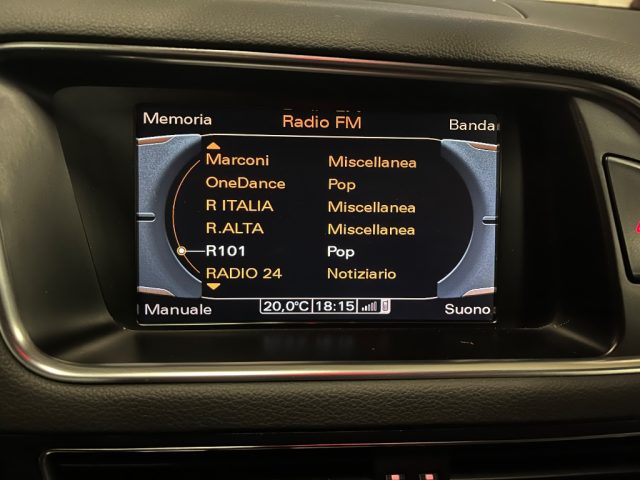 Memoria Radio FM Banda
Marconi Miscellanea
OneDance Pop
R ITALIA Miscellanea
R.ALTA Miscellanea
R101 Pop
RADIO 24 Notiziario
Manuale 20,0°C 18:15 Suono